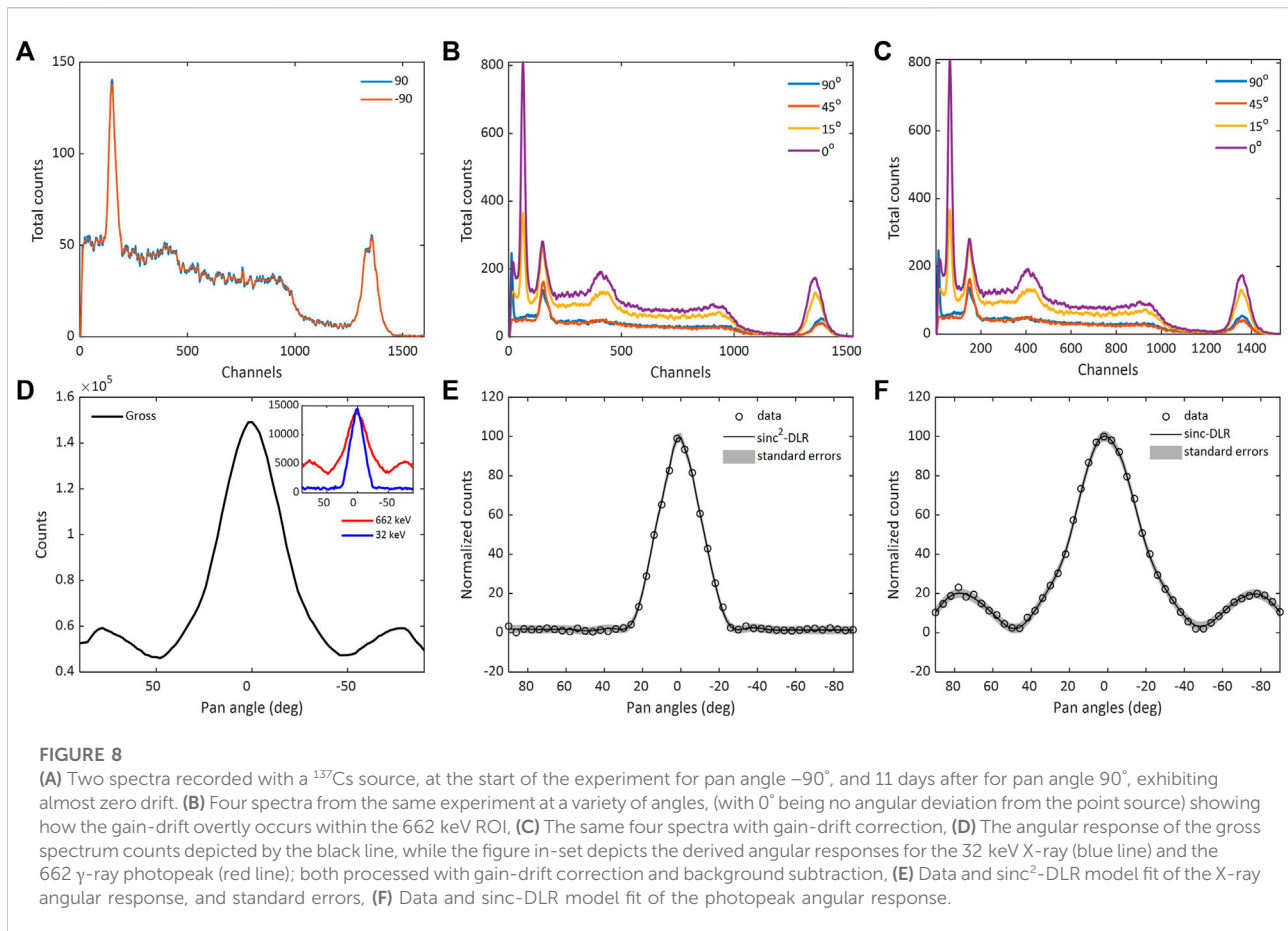 A
150
100
50
0
Total counts
0
500
1000
1500
Channels
90
-90
B
800
600
400
200
0
Total counts
0
500
1000
1500
Channels
90°
45°
15°
0°
C
800
600
400
200
0
Total counts
200
400
600
800
1000
1200
1400
Channels
90°
45°
15°
0°
D
×10⁵
1.6
1.4
1.2
1
0.8
0.6
0.4
Counts
50
0
-50
Pan angle (deg)
Gross
15000
10000
5000
0
50
0
-50
662 keV
32 keV
E
120
100
80
60
40
20
0
-20
Normalized counts
80
60
40
20
0
-20
-40
-60
-80
Pan angles (deg)
data
sinc²-DLR
standard errors
F
120
100
80
60
40
20
0
-20
Normalized counts
80
60
40
20
0
-20
-40
-60
-80
Pan angles (deg)
data
sinc-DLR
standard errors
FIGURE 8
(A) Two spectra recorded with a ¹³⁷Cs source, at the start of the experiment for pan angle −90°, and 11 days after for pan angle 90°, exhibiting
almost zero drift. (B) Four spectra from the same experiment at a variety of angles, (with 0° being no angular deviation from the point source) showing
how the gain-drift overtly occurs within the 662 keV ROI, (C) The same four spectra with gain-drift correction, (D) The angular response of the gross
spectrum counts depicted by the black line, while the figure in-set depicts the derived angular responses for the 32 keV X-ray (blue line) and the
662 γ-ray photopeak (red line); both processed with gain-drift correction and background subtraction, (E) Data and sinc²-DLR model fit of the X-ray
angular response, and standard errors, (F) Data and sinc-DLR model fit of the photopeak angular response.